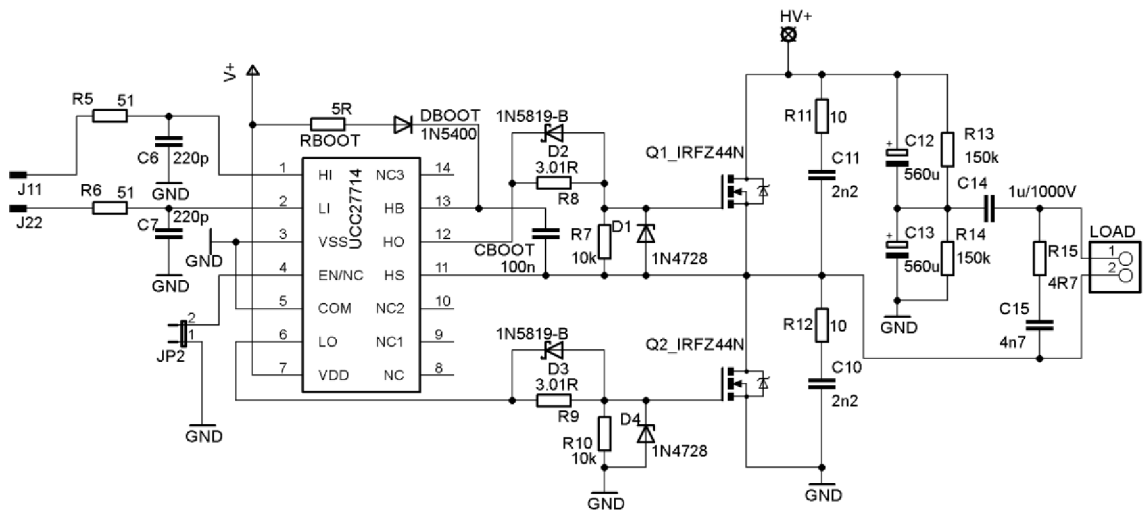 HV+
V+
R5 51
C6 220p
GND
J11
R6 51
J22
C7 220p
GND
GND
JP2
2
1
GND
5R
RBOOT
DBOOT
1N5400
UCC27714
1 HI
2 LI
3 VSS
4 EN/NC
5 COM
6 LO
7 VDD
NC3 14
HB 13
HO 12
HS 11
NC2 10
NC1 9
NC 8
CBOOT
100n
1N5819-B
D2
3.01R
R8
R7
10k
D1
1N4728
Q1_IRFZ44N
1N5819-B
D3
3.01R
R9
R10
10k
D4
1N4728
GND
Q2_IRFZ44N
R11 10
C11
2n2
R12 10
C10
2n2
GND
+
C12
560u
R13
150k
+
C13
560u
R14
150k
GND
C14
1u/1000V
R15
4R7
C15
4n7
LOAD
1
2